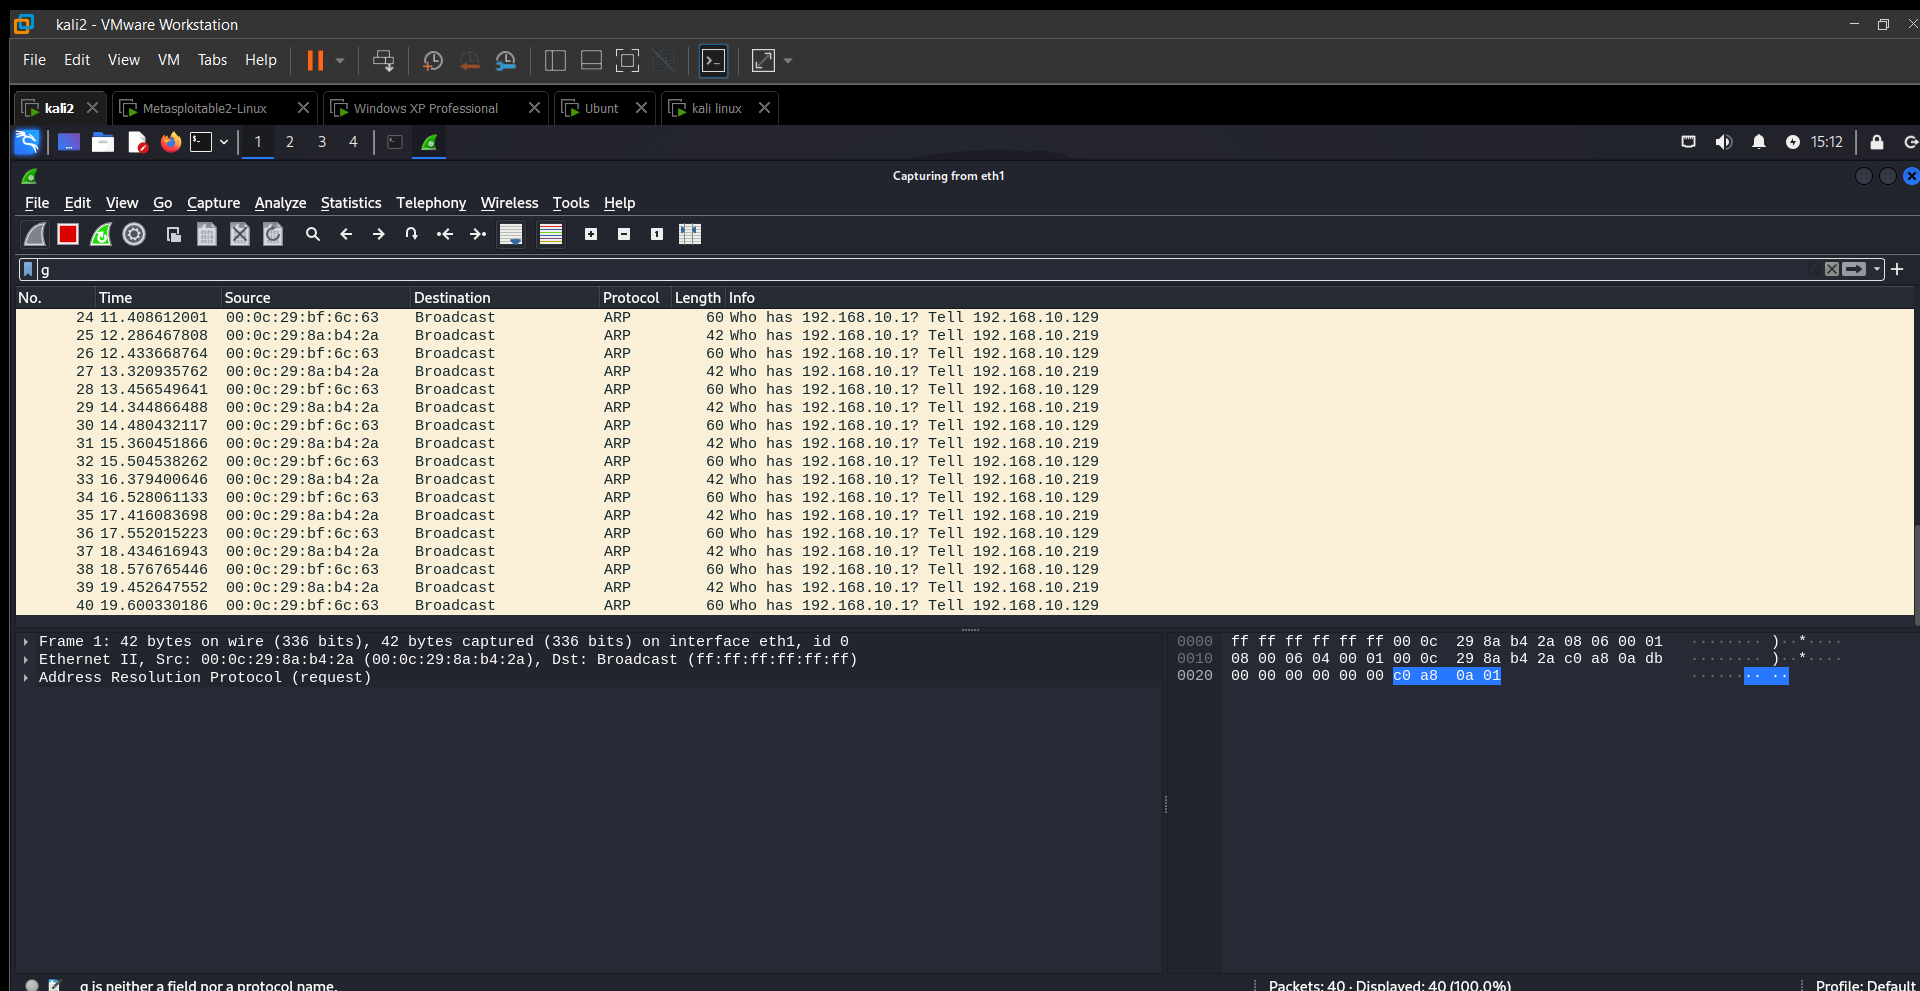 kali2 - VMware Workstation
File Edit View VM Tabs Help
kali2 Metasploitable2-Linux Windows XP Professional Ubunt kali linux
1 2 3 4 15:12
Capturing from eth1
File Edit View Go Capture Analyze Statistics Telephony Wireless Tools Help
g
No. Time Source Destination Protocol Length Info
24 11.408612001 00:0c:29:bf:6c:63 Broadcast ARP 60 Who has 192.168.10.1? Tell 192.168.10.129
25 12.286467808 00:0c:29:8a:b4:2a Broadcast ARP 42 Who has 192.168.10.1? Tell 192.168.10.219
26 12.433668764 00:0c:29:bf:6c:63 Broadcast ARP 60 Who has 192.168.10.1? Tell 192.168.10.129
27 13.320935762 00:0c:29:8a:b4:2a Broadcast ARP 42 Who has 192.168.10.1? Tell 192.168.10.219
28 13.456549641 00:0c:29:bf:6c:63 Broadcast ARP 60 Who has 192.168.10.1? Tell 192.168.10.129
29 14.344866488 00:0c:29:8a:b4:2a Broadcast ARP 42 Who has 192.168.10.1? Tell 192.168.10.219
30 14.480432117 00:0c:29:bf:6c:63 Broadcast ARP 60 Who has 192.168.10.1? Tell 192.168.10.129
31 15.360451866 00:0c:29:8a:b4:2a Broadcast ARP 42 Who has 192.168.10.1? Tell 192.168.10.219
32 15.504538262 00:0c:29:bf:6c:63 Broadcast ARP 60 Who has 192.168.10.1? Tell 192.168.10.129
33 16.379400646 00:0c:29:8a:b4:2a Broadcast ARP 42 Who has 192.168.10.1? Tell 192.168.10.219
34 16.528061133 00:0c:29:bf:6c:63 Broadcast ARP 60 Who has 192.168.10.1? Tell 192.168.10.129
35 17.416083698 00:0c:29:8a:b4:2a Broadcast ARP 42 Who has 192.168.10.1? Tell 192.168.10.219
36 17.552015223 00:0c:29:bf:6c:63 Broadcast ARP 60 Who has 192.168.10.1? Tell 192.168.10.129
37 18.434616943 00:0c:29:8a:b4:2a Broadcast ARP 42 Who has 192.168.10.1? Tell 192.168.10.219
38 18.576765446 00:0c:29:bf:6c:63 Broadcast ARP 60 Who has 192.168.10.1? Tell 192.168.10.129
39 19.452647552 00:0c:29:8a:b4:2a Broadcast ARP 42 Who has 192.168.10.1? Tell 192.168.10.219
40 19.600330186 00:0c:29:bf:6c:63 Broadcast ARP 60 Who has 192.168.10.1? Tell 192.168.10.129
Frame 1: 42 bytes on wire (336 bits), 42 bytes captured (336 bits) on interface eth1, id 0
Ethernet II, Src: 00:0c:29:8a:b4:2a (00:0c:29:8a:b4:2a), Dst: Broadcast (ff:ff:ff:ff:ff:ff)
Address Resolution Protocol (request)
0000 ff ff ff ff ff ff 00 0c 29 8a b4 2a 08 06 00 01 ········ )··*····
0010 08 00 06 04 00 01 00 0c 29 8a b4 2a c0 a8 0a db ········ )··*····
0020 00 00 00 00 00 00 c0 a8 0a 01 ········ ··
g is neither a field nor a protocol name.
Packets: 40 · Displayed: 40 (100.0%)
Profile: Default